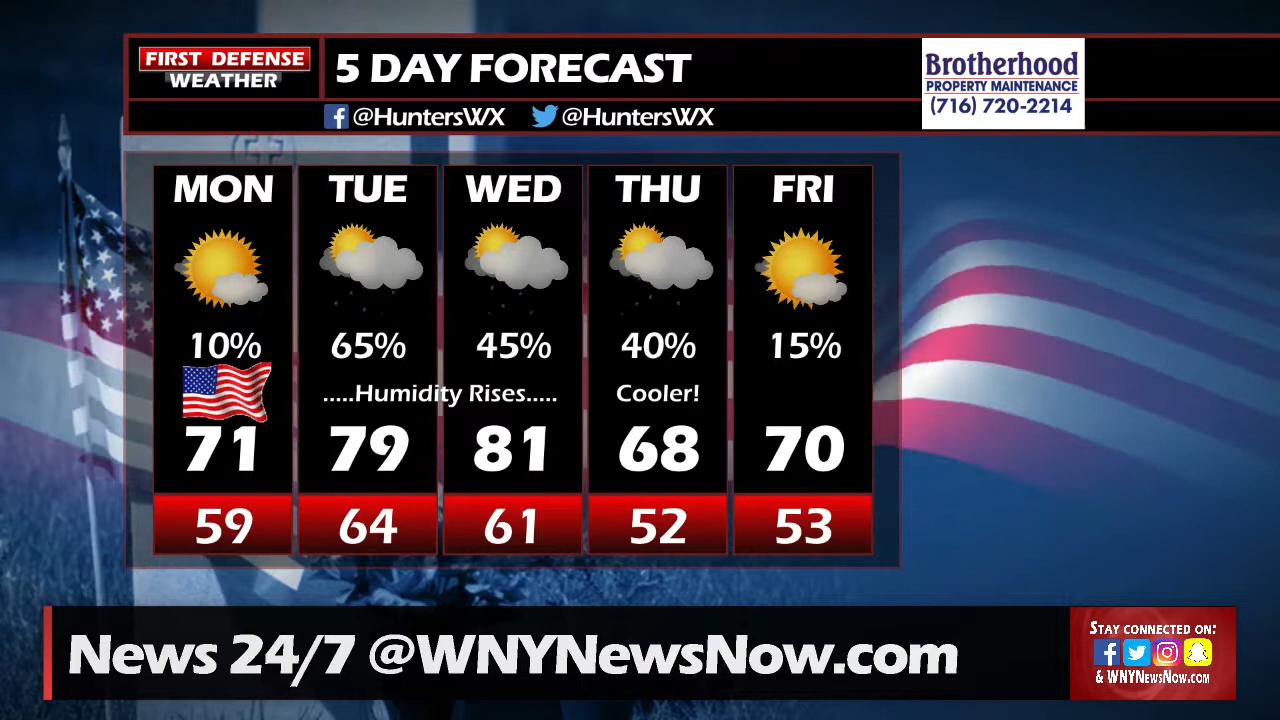 FIRST DEFENSE
WEATHER
5 DAY FORECAST
@HuntersWX @HuntersWX
Brotherhood
PROPERTY MAINTENANCE
(716) 720-2214
MON TUE WED THU FRI
10% 65% 45% 40% 15%
.....Humidity Rises..... Cooler!
71 79 81 68 70
59 64 61 52 53
News 24/7 @WNYNewsNow.com
STAY CONNECTED ON:
& WNYNewsNow.com